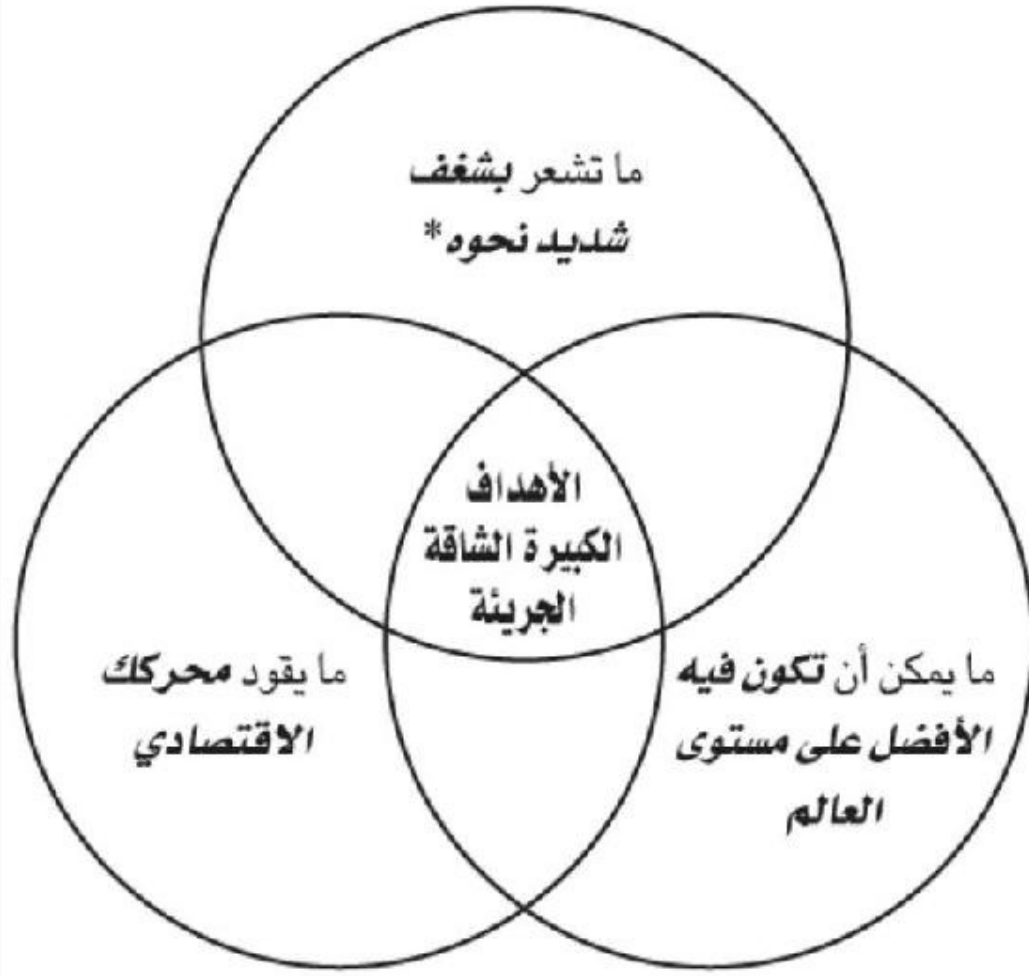 ما تشعر بشغف
شديد نحوه*
الأهداف
الكبيرة الشاقة
الجريئة
ما يمكن أن تكون فيه
الأفضل على مستوى
العالم
ما يقود محركك
الاقتصادي